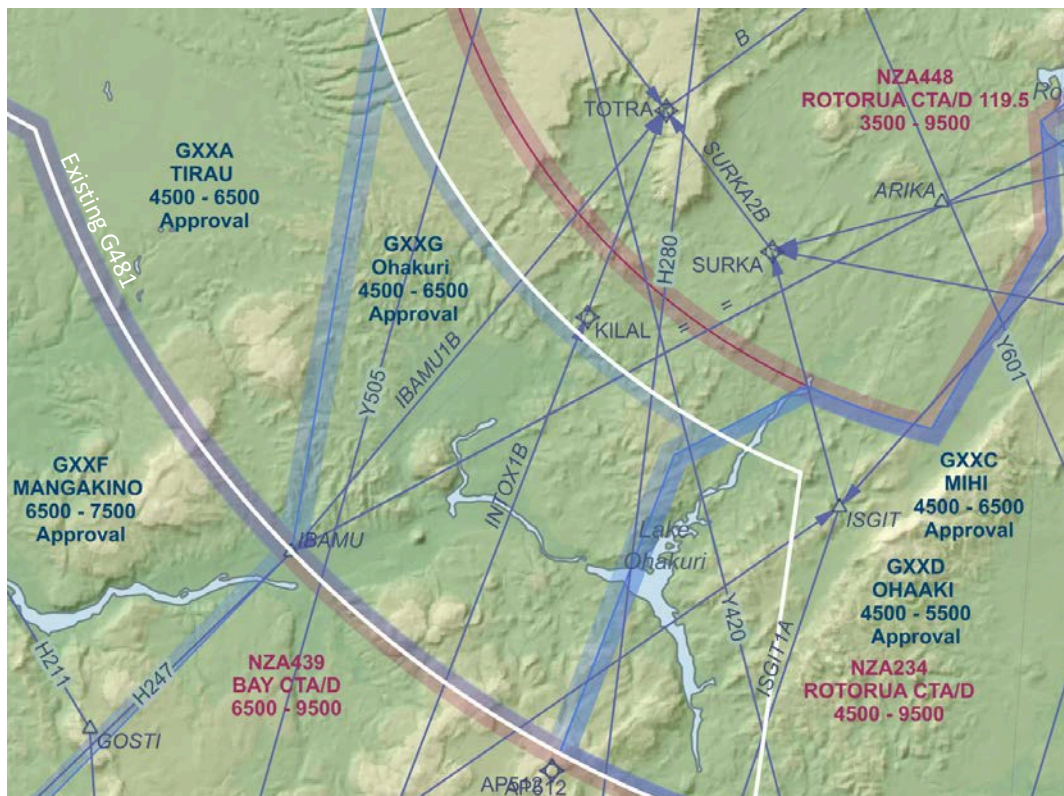 B
NZA448
ROTORUA CTA/D 119.5
3500 - 9500
Ro
TOTRA
SURKA2B
GXXA
TIRAU
4500 - 6500
Approval
Existing G481
ARIKA
GXXG
Ohakuri
4500 - 6500
Approval
H280
SURKA
KILAL
=
=
Y601
Y505
IBAMU1B
INTOX1B
GXXF
MANGAKINO
6500 - 7500
Approval
GXXC
MIHI
4500 - 6500
Approval
ISGIT
IBAMU
Lake
Ohakuri
GXXD
OHAAKI
4500 - 5500
Approval
Y420
ISGIT1A
H211
H247
NZA439
BAY CTA/D
6500 - 9500
NZA234
ROTORUA CTA/D
4500 - 9500
GOSTI
AP512
AP512